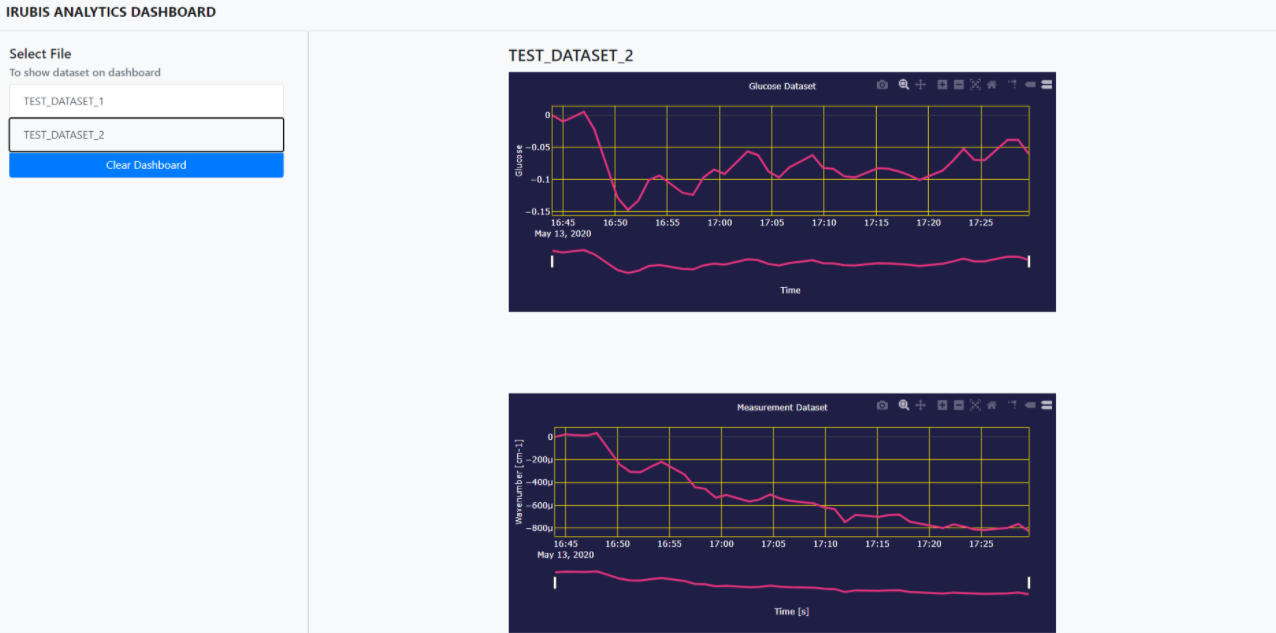 IRUBIS ANALYTICS DASHBOARD
Select File
To show dataset on dashboard
TEST_DATASET_1
TEST_DATASET_2
Clear Dashboard
TEST_DATASET_2
Glucose Dataset
Glucose
0
−0.05
−0.1
−0.15
16:45 16:50 16:55 17:00 17:05 17:10 17:15 17:20 17:25
May 13, 2020
Time
Measurement Dataset
Wavenumber [cm-1]
0
−200μ
−400μ
−600μ
−800μ
16:45 16:50 16:55 17:00 17:05 17:10 17:15 17:20 17:25
May 13, 2020
Time [s]